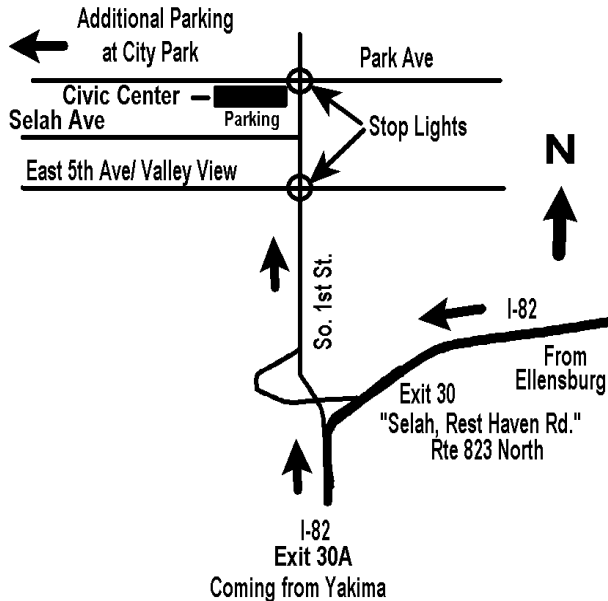 Additional Parking
at City Park
Park Ave
Civic Center
Parking
Selah Ave
Stop Lights
East 5th Ave/ Valley View
N
So. 1st St.
I-82
From
Ellensburg
Exit 30
"Selah, Rest Haven Rd."
Rte 823 North
I-82
Exit 30A
Coming from Yakima